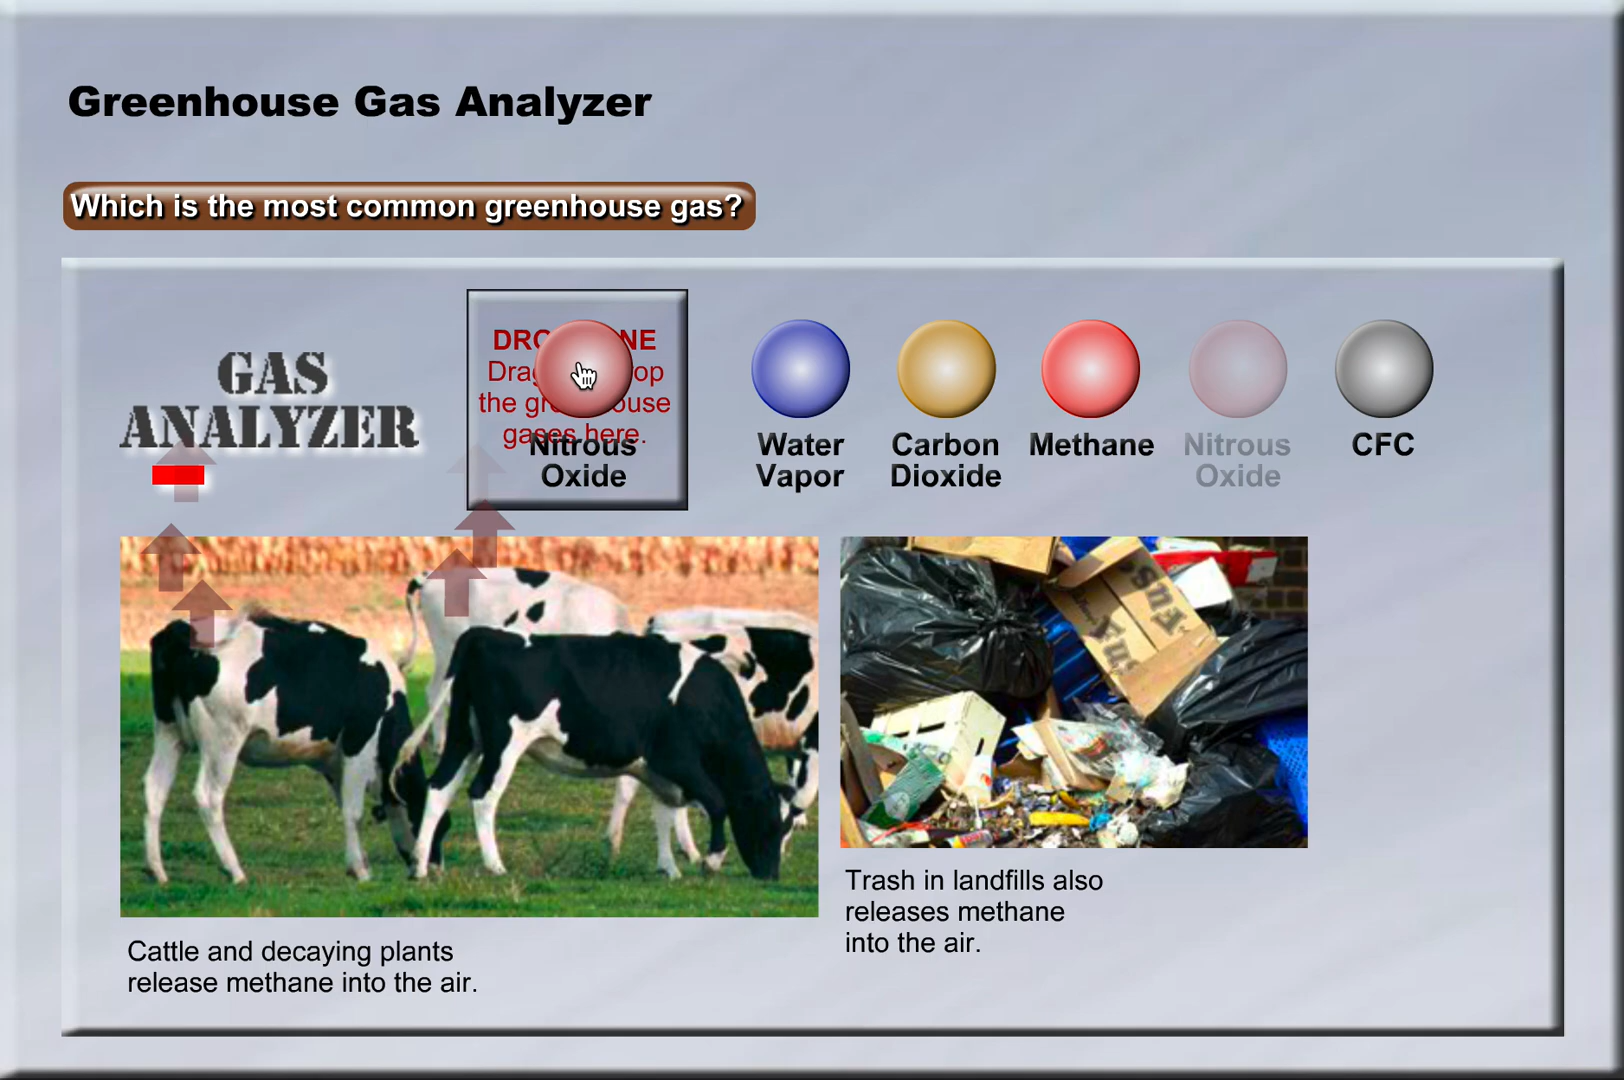 Greenhouse Gas Analyzer
Which is the most common greenhouse gas?
GAS
ANALYZER
gases here.
Nitrous
Oxide
Water
Vapor
Carbon
Dioxide
Methane
Nitrous
Oxide
CFC
Cattle and decaying plants
release methane into the air.
Trash in landfills also
releases methane
into the air.